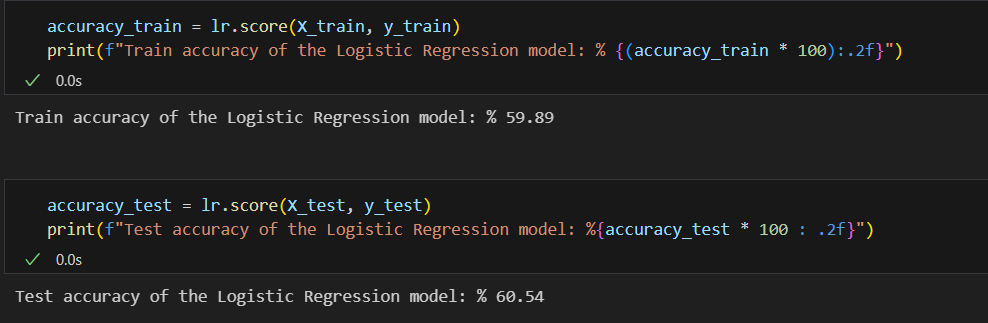 accuracy_train = lr.score(X_train, y_train)
print(f"Train accuracy of the Logistic Regression model: % {(accuracy_train * 100):.2f}")
0.0s
Train accuracy of the Logistic Regression model: % 59.89
accuracy_test = lr.score(X_test, y_test)
print(f"Test accuracy of the Logistic Regression model: %{accuracy_test * 100 : .2f}")
0.0s
Test accuracy of the Logistic Regression model: % 60.54